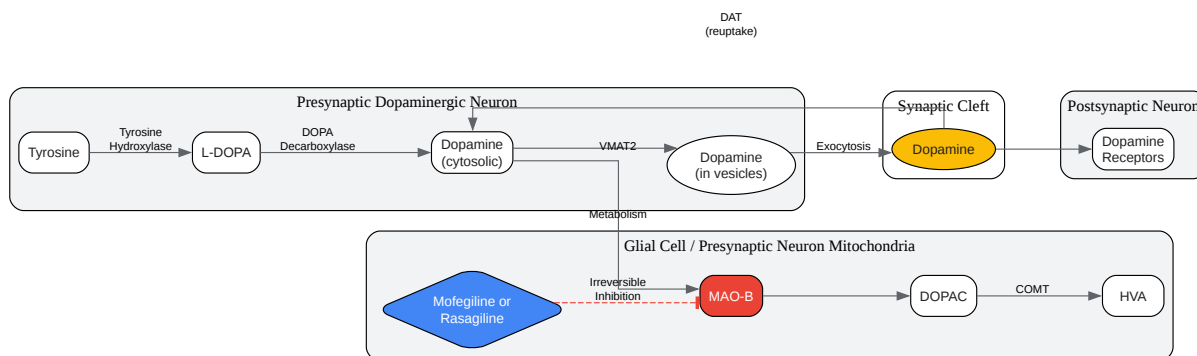 DAT
(reuptake)
Presynaptic Dopaminergic Neuron
Synaptic Cleft
Postsynaptic Neuron
Tyrosine
Tyrosine
Hydroxylase
L-DOPA
DOPA
Decarboxylase
Dopamine
(cytosolic)
VMAT2
Dopamine
(in vesicles)
Exocytosis
Dopamine
Dopamine
Receptors
Metabolism
Glial Cell / Presynaptic Neuron Mitochondria
Mofegiline or
Rasagiline
Irreversible
Inhibition
MAO-B
DOPAC
COMT
HVA